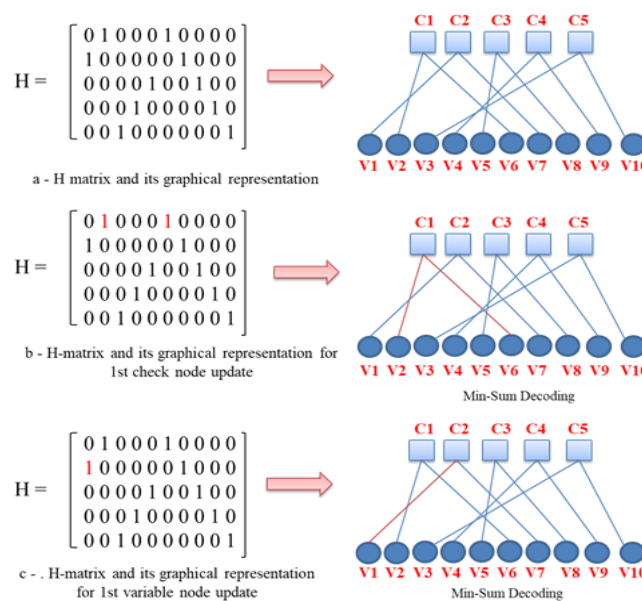 C1 C2 C3 C4 C5
0 1 0 0 0 1 0 0 0 0
1 0 0 0 0 0 1 0 0 0
H = 0 0 0 0 1 0 0 1 0 0
0 0 0 1 0 0 0 0 1 0
0 0 1 0 0 0 0 0 0 1
V1 V2 V3 V4 V5 V6 V7 V8 V9 V10
a - H matrix and its graphical representation
C1 C2 C3 C4 C5
0 1 0 0 0 1 0 0 0 0
1 0 0 0 0 0 1 0 0 0
H = 0 0 0 0 1 0 0 1 0 0
0 0 0 1 0 0 0 0 1 0
0 0 1 0 0 0 0 0 0 1
V1 V2 V3 V4 V5 V6 V7 V8 V9 V10
b - H-matrix and its graphical representation for
1st check node update
Min-Sum Decoding
C1 C2 C3 C4 C5
0 1 0 0 0 1 0 0 0 0
1 0 0 0 0 0 1 0 0 0
H = 0 0 0 0 1 0 0 1 0 0
0 0 0 1 0 0 0 0 1 0
0 0 1 0 0 0 0 0 0 1
V1 V2 V3 V4 V5 V6 V7 V8 V9 V10
c - . H-matrix and its graphical representation
for 1st variable node update
Min-Sum Decoding